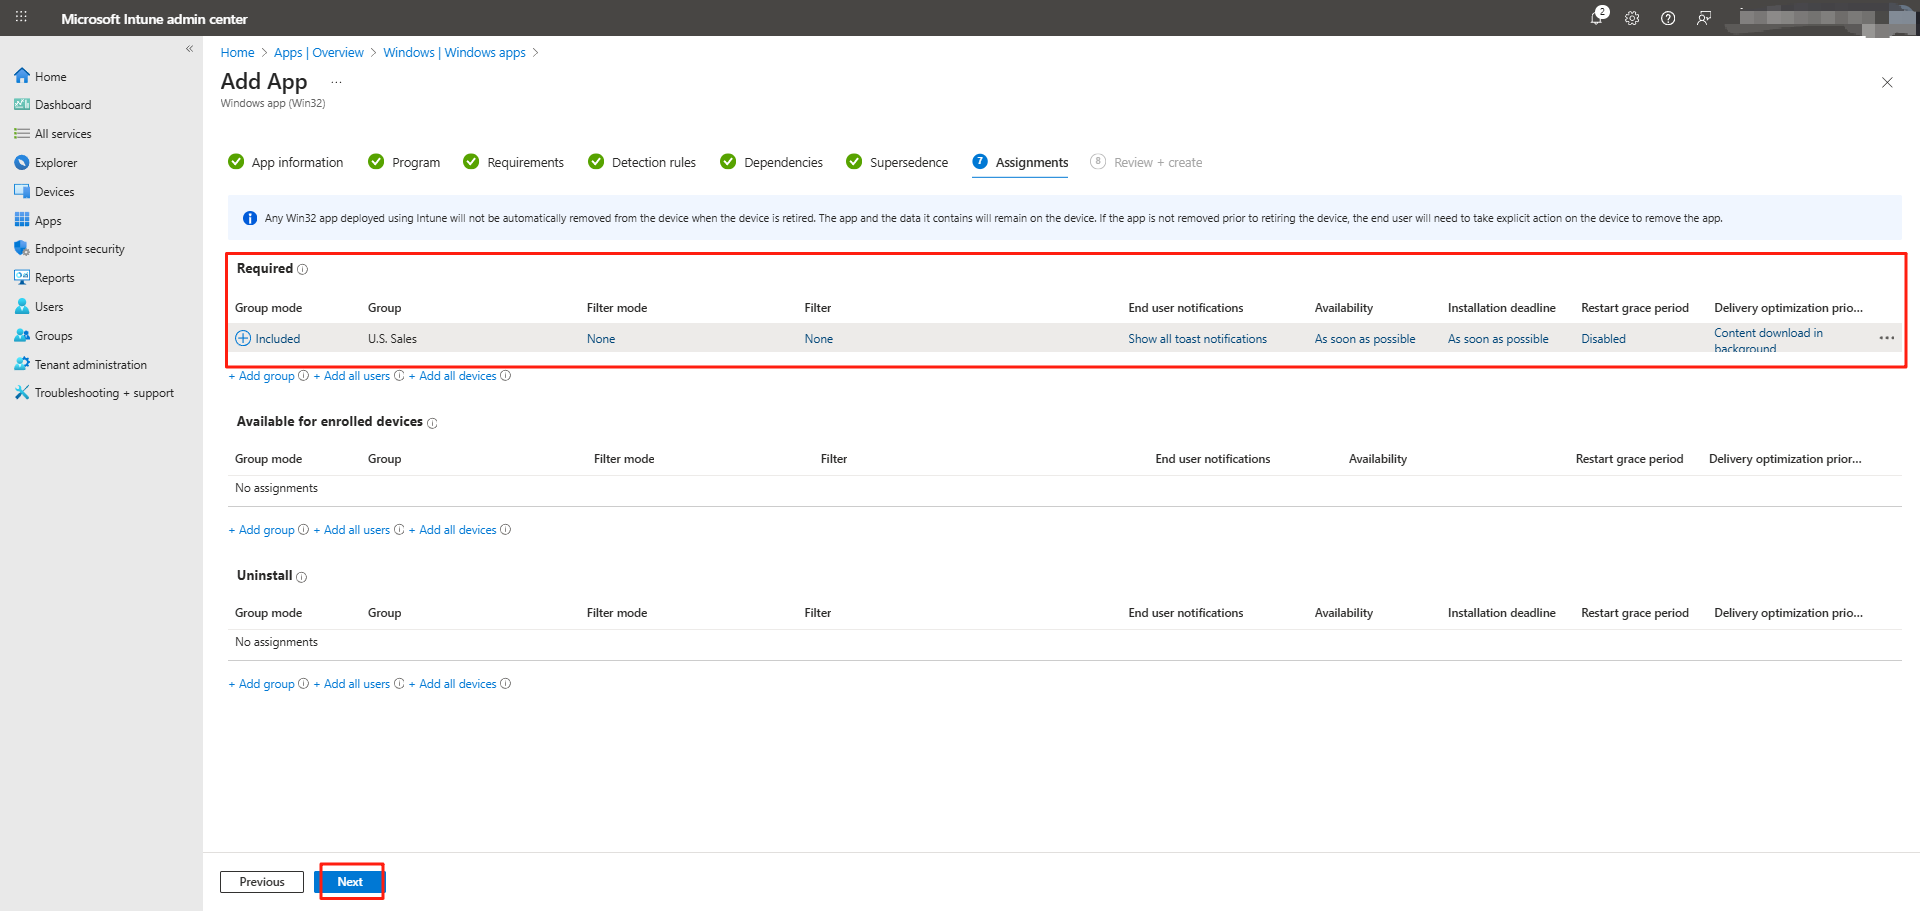 Microsoft Intune admin center
2
«
Home
Dashboard
All services
Explorer
Devices
Apps
Endpoint security
Reports
Users
Groups
Tenant administration
Troubleshooting + support
Home > Apps | Overview > Windows | Windows apps >
Add App ...
Windows app (Win32)
App information Program Requirements Detection rules Dependencies Supersedence 7 Assignments 8 Review + create
Any Win32 app deployed using Intune will not be automatically removed from the device when the device is retired. The app and the data it contains will remain on the device. If the app is not removed prior to retiring the device, the end user will need to take explicit action on the device to remove the app.
Required
Group mode Group Filter mode Filter End user notifications Availability Installation deadline Restart grace period Delivery optimization prio...
Included U.S. Sales None None Show all toast notifications As soon as possible As soon as possible Disabled Content download in background ...
+ Add group + Add all users + Add all devices
Available for enrolled devices
Group mode Group Filter mode Filter End user notifications Availability Restart grace period Delivery optimization prior...
No assignments
+ Add group + Add all users + Add all devices
Uninstall
Group mode Group Filter mode Filter End user notifications Availability Installation deadline Restart grace period Delivery optimization prio...
No assignments
+ Add group + Add all users + Add all devices
Previous Next